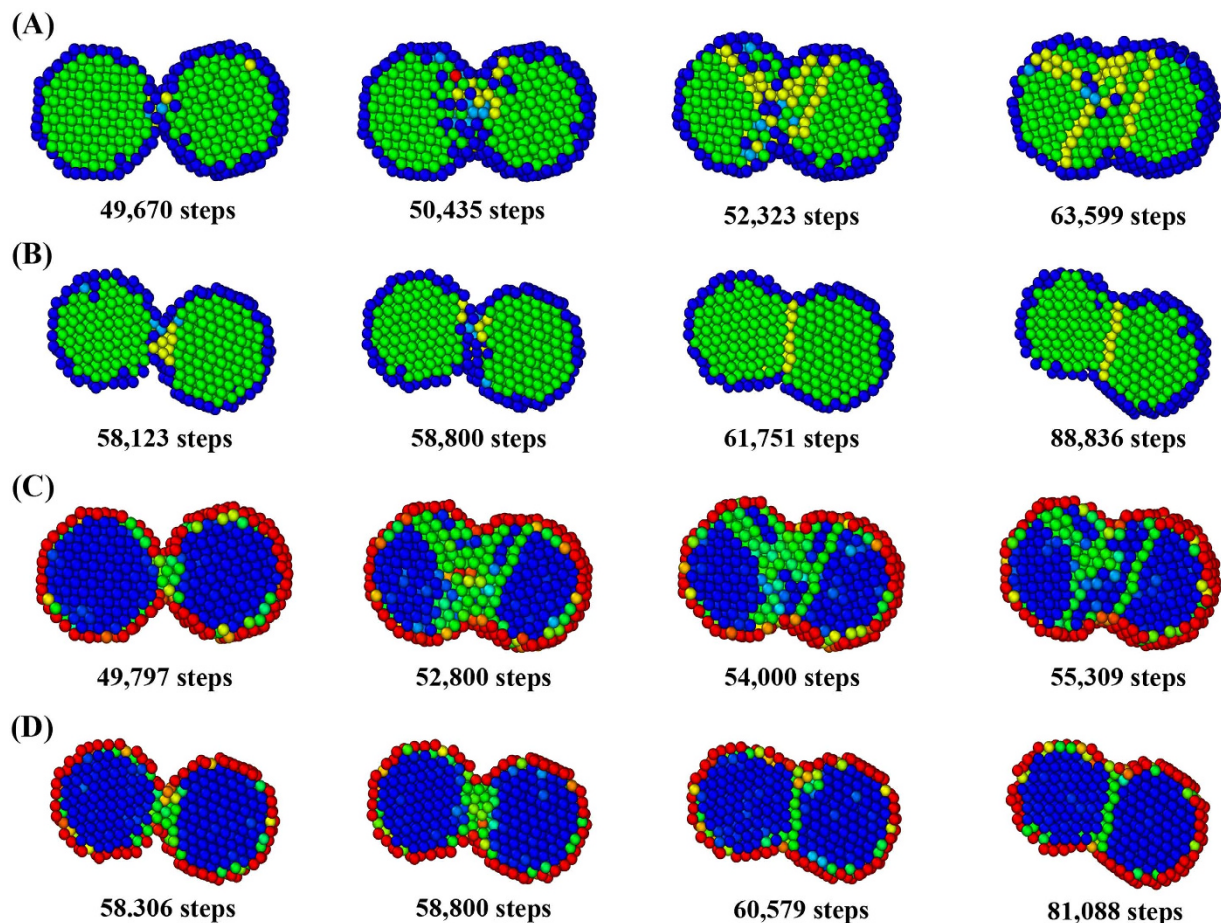 (A)
49,670 steps 50,435 steps 52,323 steps 63,599 steps
(B)
58,123 steps 58,800 steps 61,751 steps 88,836 steps
(C)
49,797 steps 52,800 steps 54,000 steps 55,309 steps
(D)
58.306 steps 58,800 steps 60,579 steps 81,088 steps